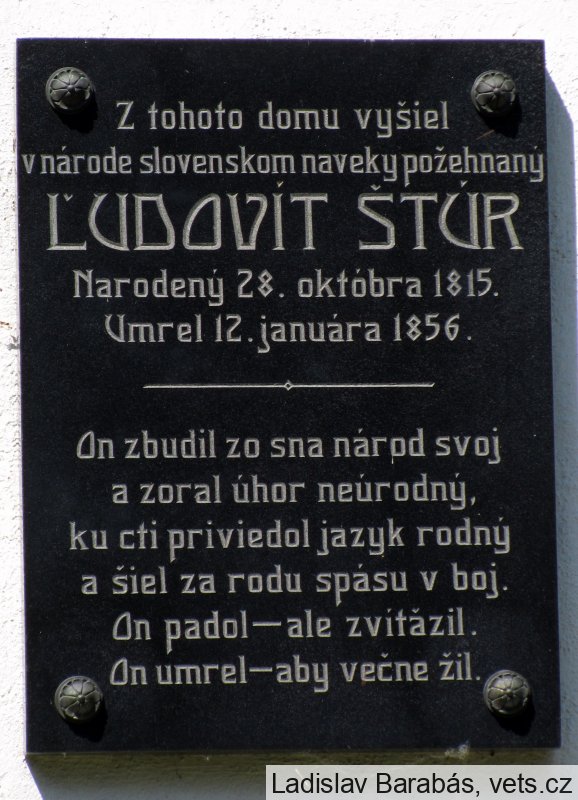 Z tohoto domu vyšiel
v národe slovenskom naveky požehnaný
ĽUDOVÍT ŠTÚR
Narodený 28. októbra 1815.
Umrel 12. januára 1856.
On zbudil zo sna národ svoj
a zoral úhor neúrodný,
ku cti priviedol jazyk rodný
a šiel za rodu spásu v boj.
On padol—ale zvíťazil.
On umrel—aby večne žil.
Ladislav Barabás, vets.cz